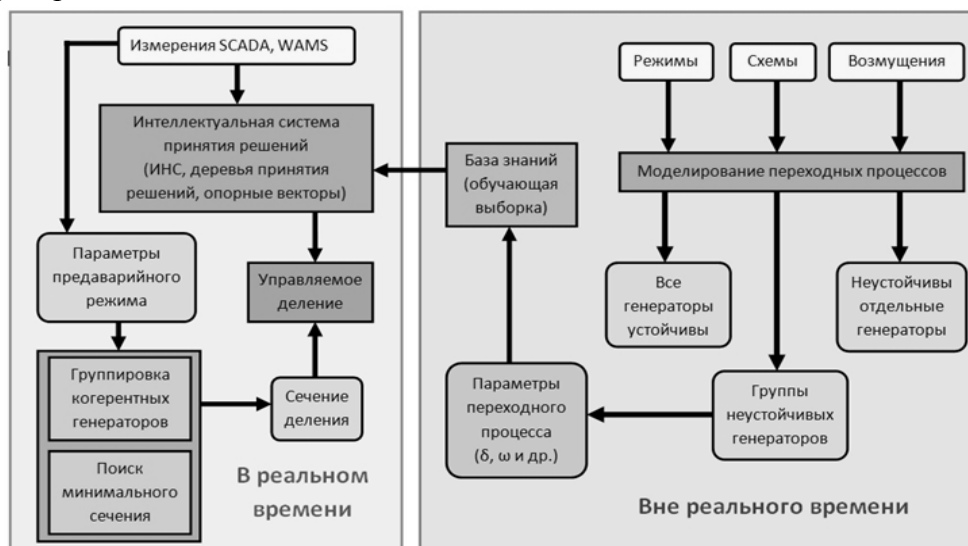 Измерения SCADA, WAMS
Интеллектуальная система
принятия решений
(ИНС, деревья принятия
решений, опорные векторы)
Параметры
предаварийного
режима
Управляемое
деление
Группировка
когерентных
генераторов
Поиск
минимального
сечения
Сечение
деления
В реальном
времени
Режимы
Схемы
Возмущения
База знаний
(обучающая
выборка)
Моделирование переходных процессов
Все
генераторы
устойчивы
Неустойчивы
отдельные
генераторы
Параметры
переходного
процесса
(δ, ω и др.)
Группы
неустойчивых
генераторов
Вне реального времени